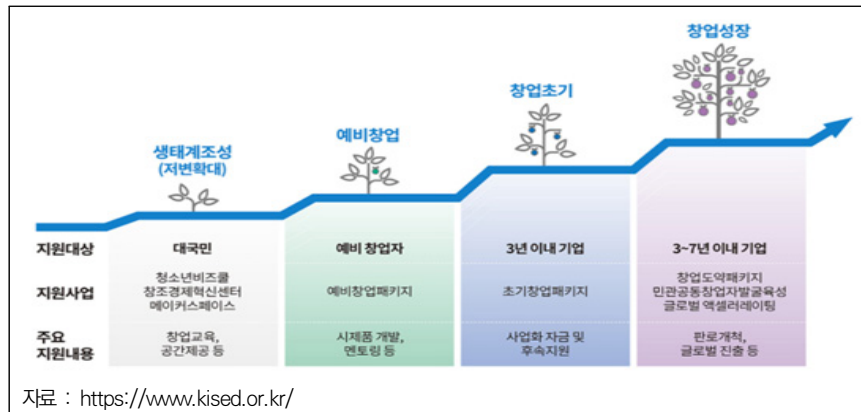 생태계조성
(저변확대)
예비창업
창업초기
창업성장
지원대상
대국민
예비 창업자
3년 이내 기업
3~7년 이내 기업
지원사업
청소년비즈쿨
창조경제혁신센터
메이커스페이스
예비창업패키지
초기창업패키지
창업도약패키지
민관공동창업자발굴육성
글로벌 액셀러레이팅
주요
지원내용
창업교육,
공간제공 등
시제품 개발,
멘토링 등
사업화 자금 및
후속지원
판로개척,
글로벌 진출 등
자료 : https://www.kised.or.kr/